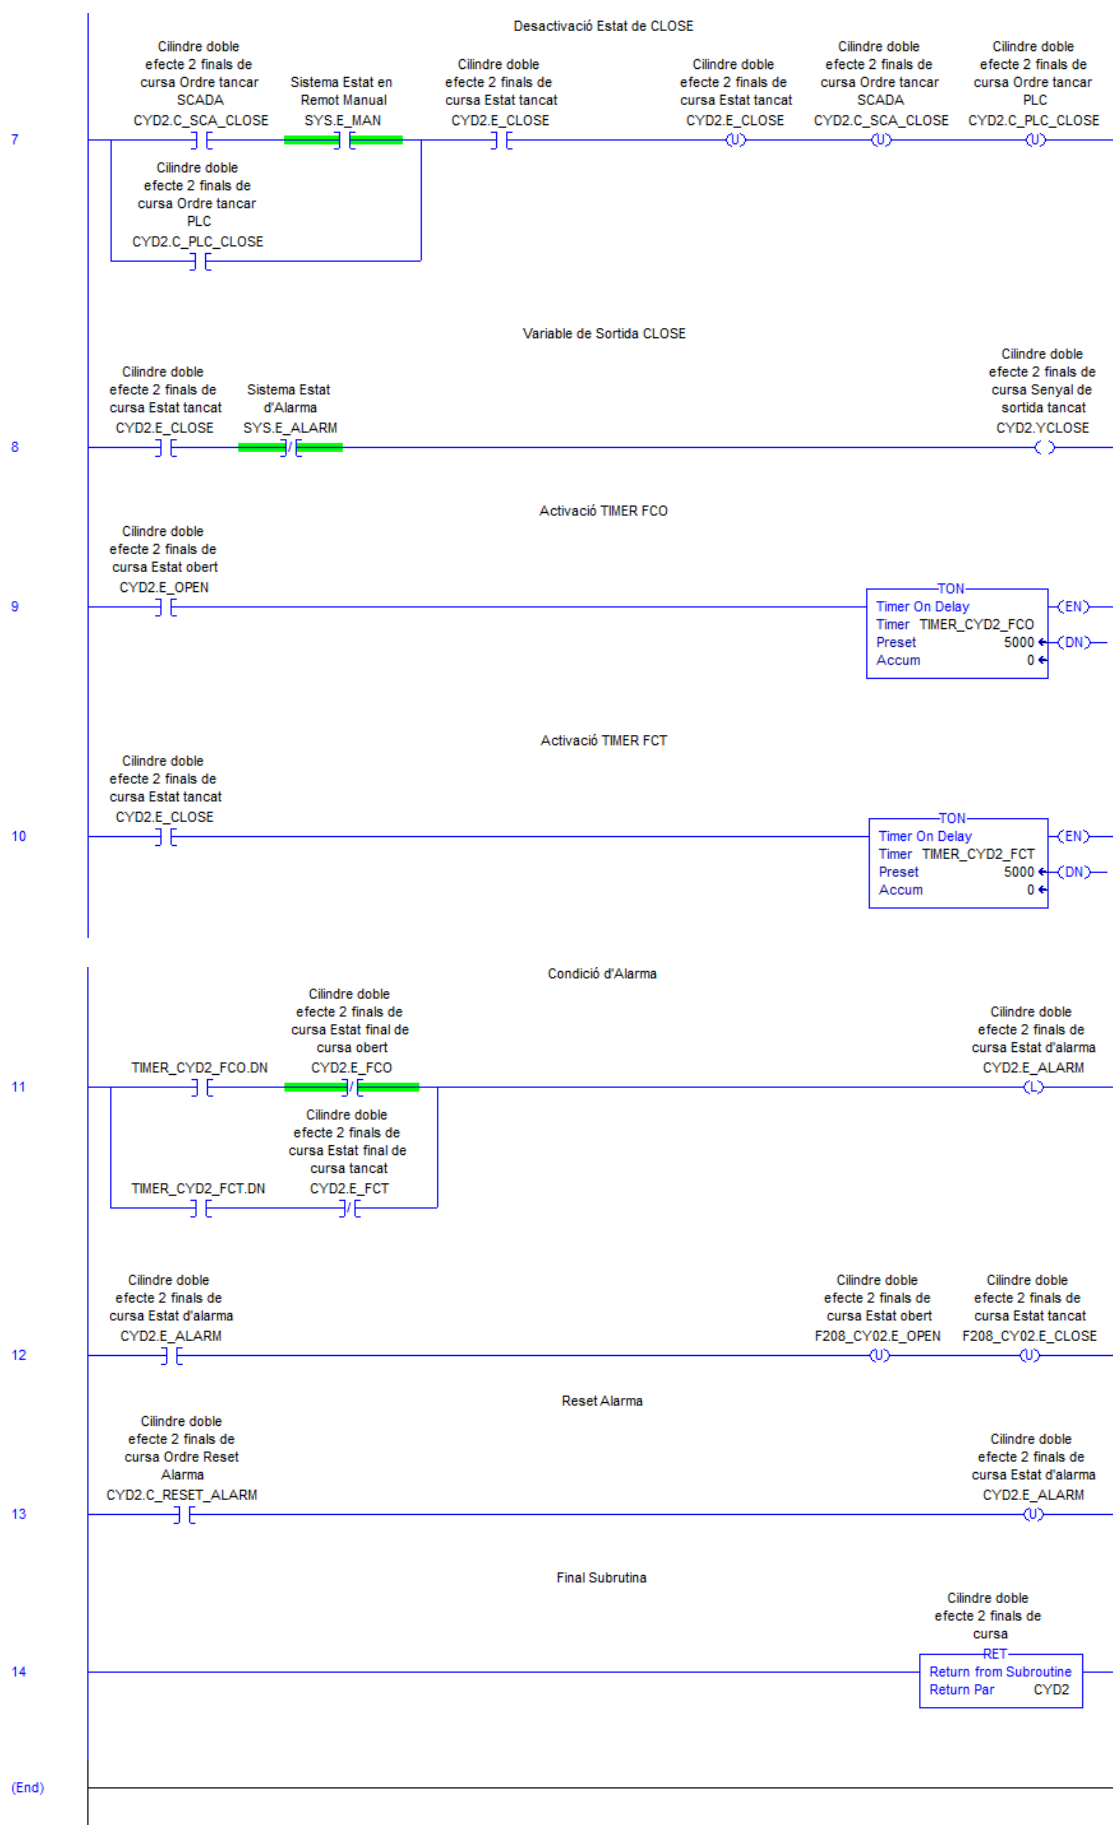 Desactivació Estat de CLOSE
Cilindre doble
efecte 2 finals de
cursa Ordre tancar
SCADA
CYD2.C_SCA_CLOSE
Sistema Estat en
Remot Manual
SYS.E_MAN
Cilindre doble
efecte 2 finals de
cursa Estat tancat
CYD2.E_CLOSE
Cilindre doble
efecte 2 finals de
cursa Estat tancat
CYD2.E_CLOSE
Cilindre doble
efecte 2 finals de
cursa Ordre tancar
SCADA
CYD2.C_SCA_CLOSE
Cilindre doble
efecte 2 finals de
cursa Ordre tancar
PLC
CYD2.C_PLC_CLOSE
7
U
U
U
Cilindre doble
efecte 2 finals de
cursa Ordre tancar
PLC
CYD2.C_PLC_CLOSE
Variable de Sortida CLOSE
Cilindre doble
efecte 2 finals de
cursa Estat tancat
CYD2.E_CLOSE
Sistema Estat
d'Alarma
SYS.E_ALARM
Cilindre doble
efecte 2 finals de
cursa Senyal de
sortida tancat
CYD2.YCLOSE
8
Activació TIMER FCO
Cilindre doble
efecte 2 finals de
cursa Estat obert
CYD2.E_OPEN
9
TON
Timer On Delay
Timer TIMER_CYD2_FCO
Preset 5000
Accum 0
EN
DN
Activació TIMER FCT
Cilindre doble
efecte 2 finals de
cursa Estat tancat
CYD2.E_CLOSE
10
TON
Timer On Delay
Timer TIMER_CYD2_FCT
Preset 5000
Accum 0
EN
DN
Condició d'Alarma
TIMER_CYD2_FCO.DN
Cilindre doble
efecte 2 finals de
cursa Estat final de
cursa obert
CYD2.E_FCO
Cilindre doble
efecte 2 finals de
cursa Estat d'alarma
CYD2.E_ALARM
11
L
TIMER_CYD2_FCT.DN
Cilindre doble
efecte 2 finals de
cursa Estat final de
cursa tancat
CYD2.E_FCT
Cilindre doble
efecte 2 finals de
cursa Estat d'alarma
CYD2.E_ALARM
Cilindre doble
efecte 2 finals de
cursa Estat obert
F208_CY02.E_OPEN
Cilindre doble
efecte 2 finals de
cursa Estat tancat
F208_CY02.E_CLOSE
12
U
U
Reset Alarma
Cilindre doble
efecte 2 finals de
cursa Ordre Reset
Alarma
CYD2.C_RESET_ALARM
Cilindre doble
efecte 2 finals de
cursa Estat d'alarma
CYD2.E_ALARM
13
U
Final Subrutina
Cilindre doble
efecte 2 finals de
cursa
14
RET
Return from Subroutine
Return Par CYD2
(End)